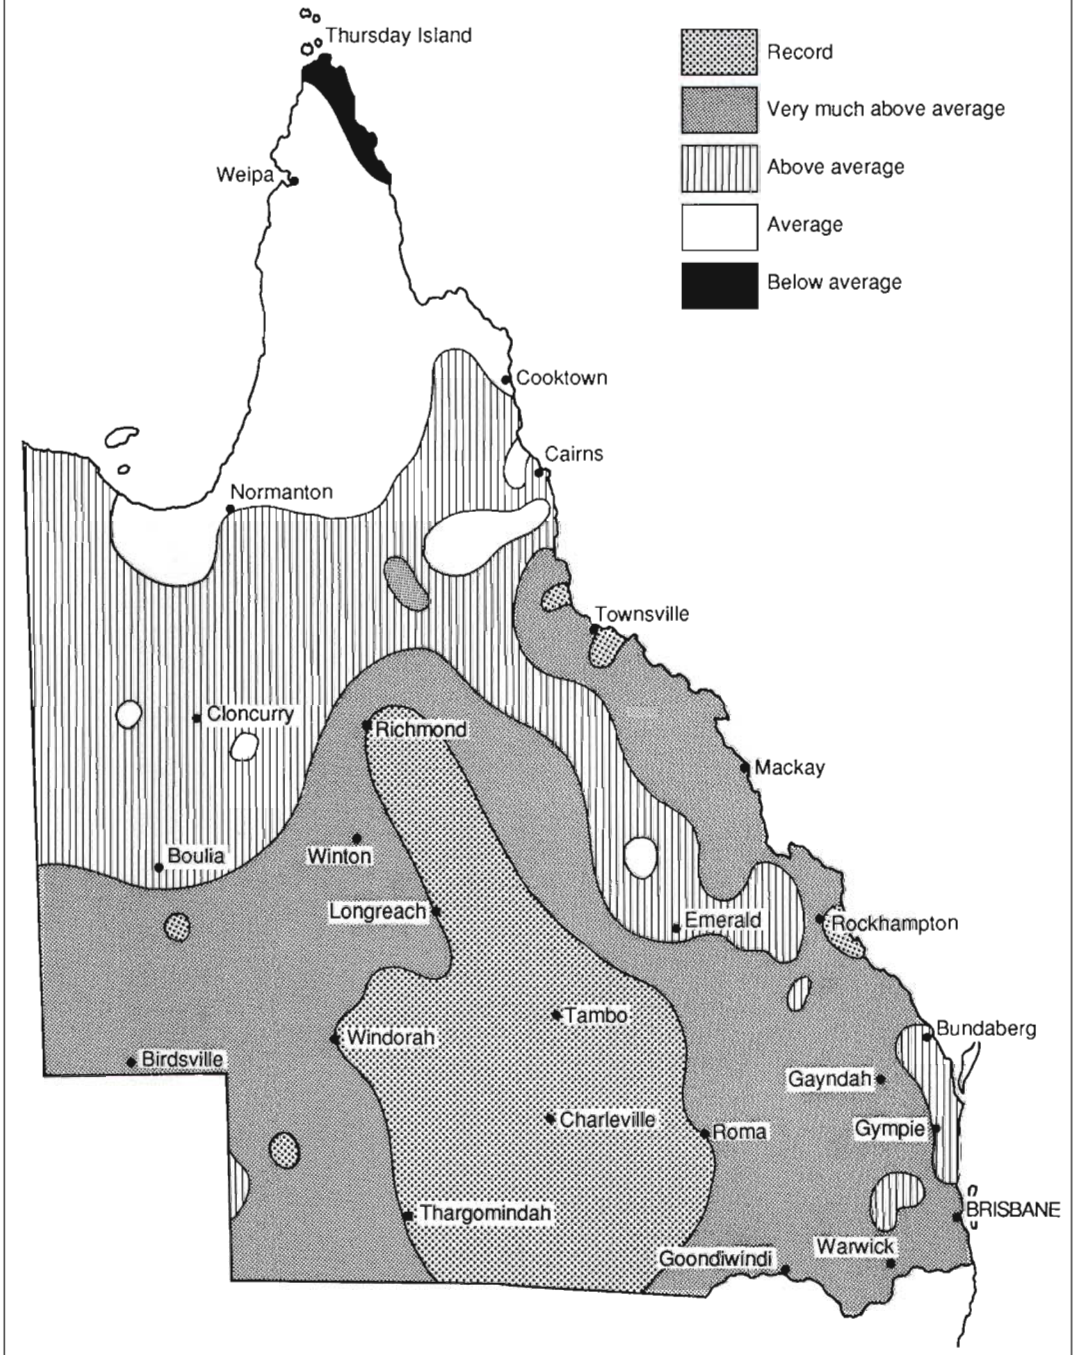 Thursday Island
Record
Very much above average
Above average
Weipa
Average
Below average
Cooktown
Cairns
Normanton
Townsville
Cloncurry
Richmond
Mackay
Boulia
Winton
Longreach
Emerald
Rockhampton
Tambo
Bundaberg
Windorah
Birdsville
Gayndah
Charleville
Roma
Gympie
Thargomindah
BRISBANE
Warwick
Goondiwindi